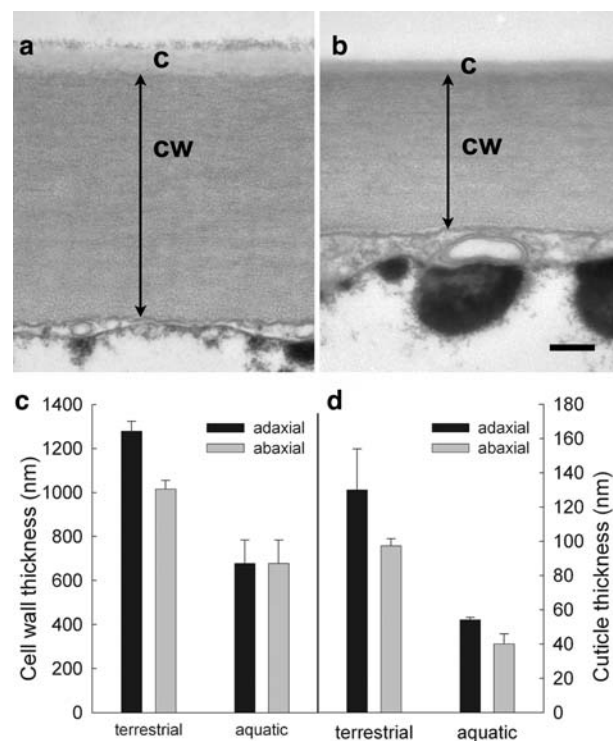 a
c
cw
b
c
cw
c
1400
1200
1000
800
600
400
200
0
Cell wall thickness (nm)
adaxial
abaxial
terrestrial
aquatic
d
adaxial
abaxial
180
160
140
120
100
80
60
40
20
0
Cuticle thickness (nm)
terrestrial
aquatic